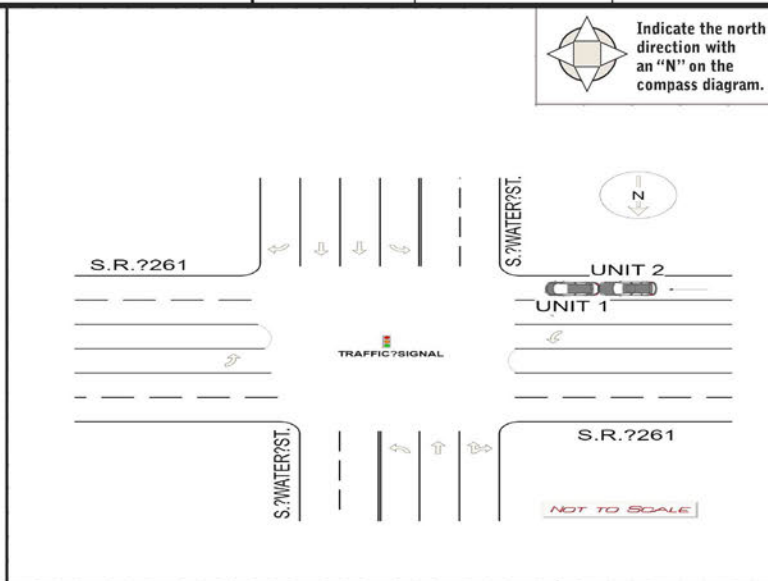 Indicate the north
direction with
an “N” on the
compass diagram.
N
S.?WATER?ST.
S.R.?261
UNIT 2
UNIT 1
TRAFFIC?SIGNAL
S.?WATER?ST.
S.R.?261
NOT TO SCALE